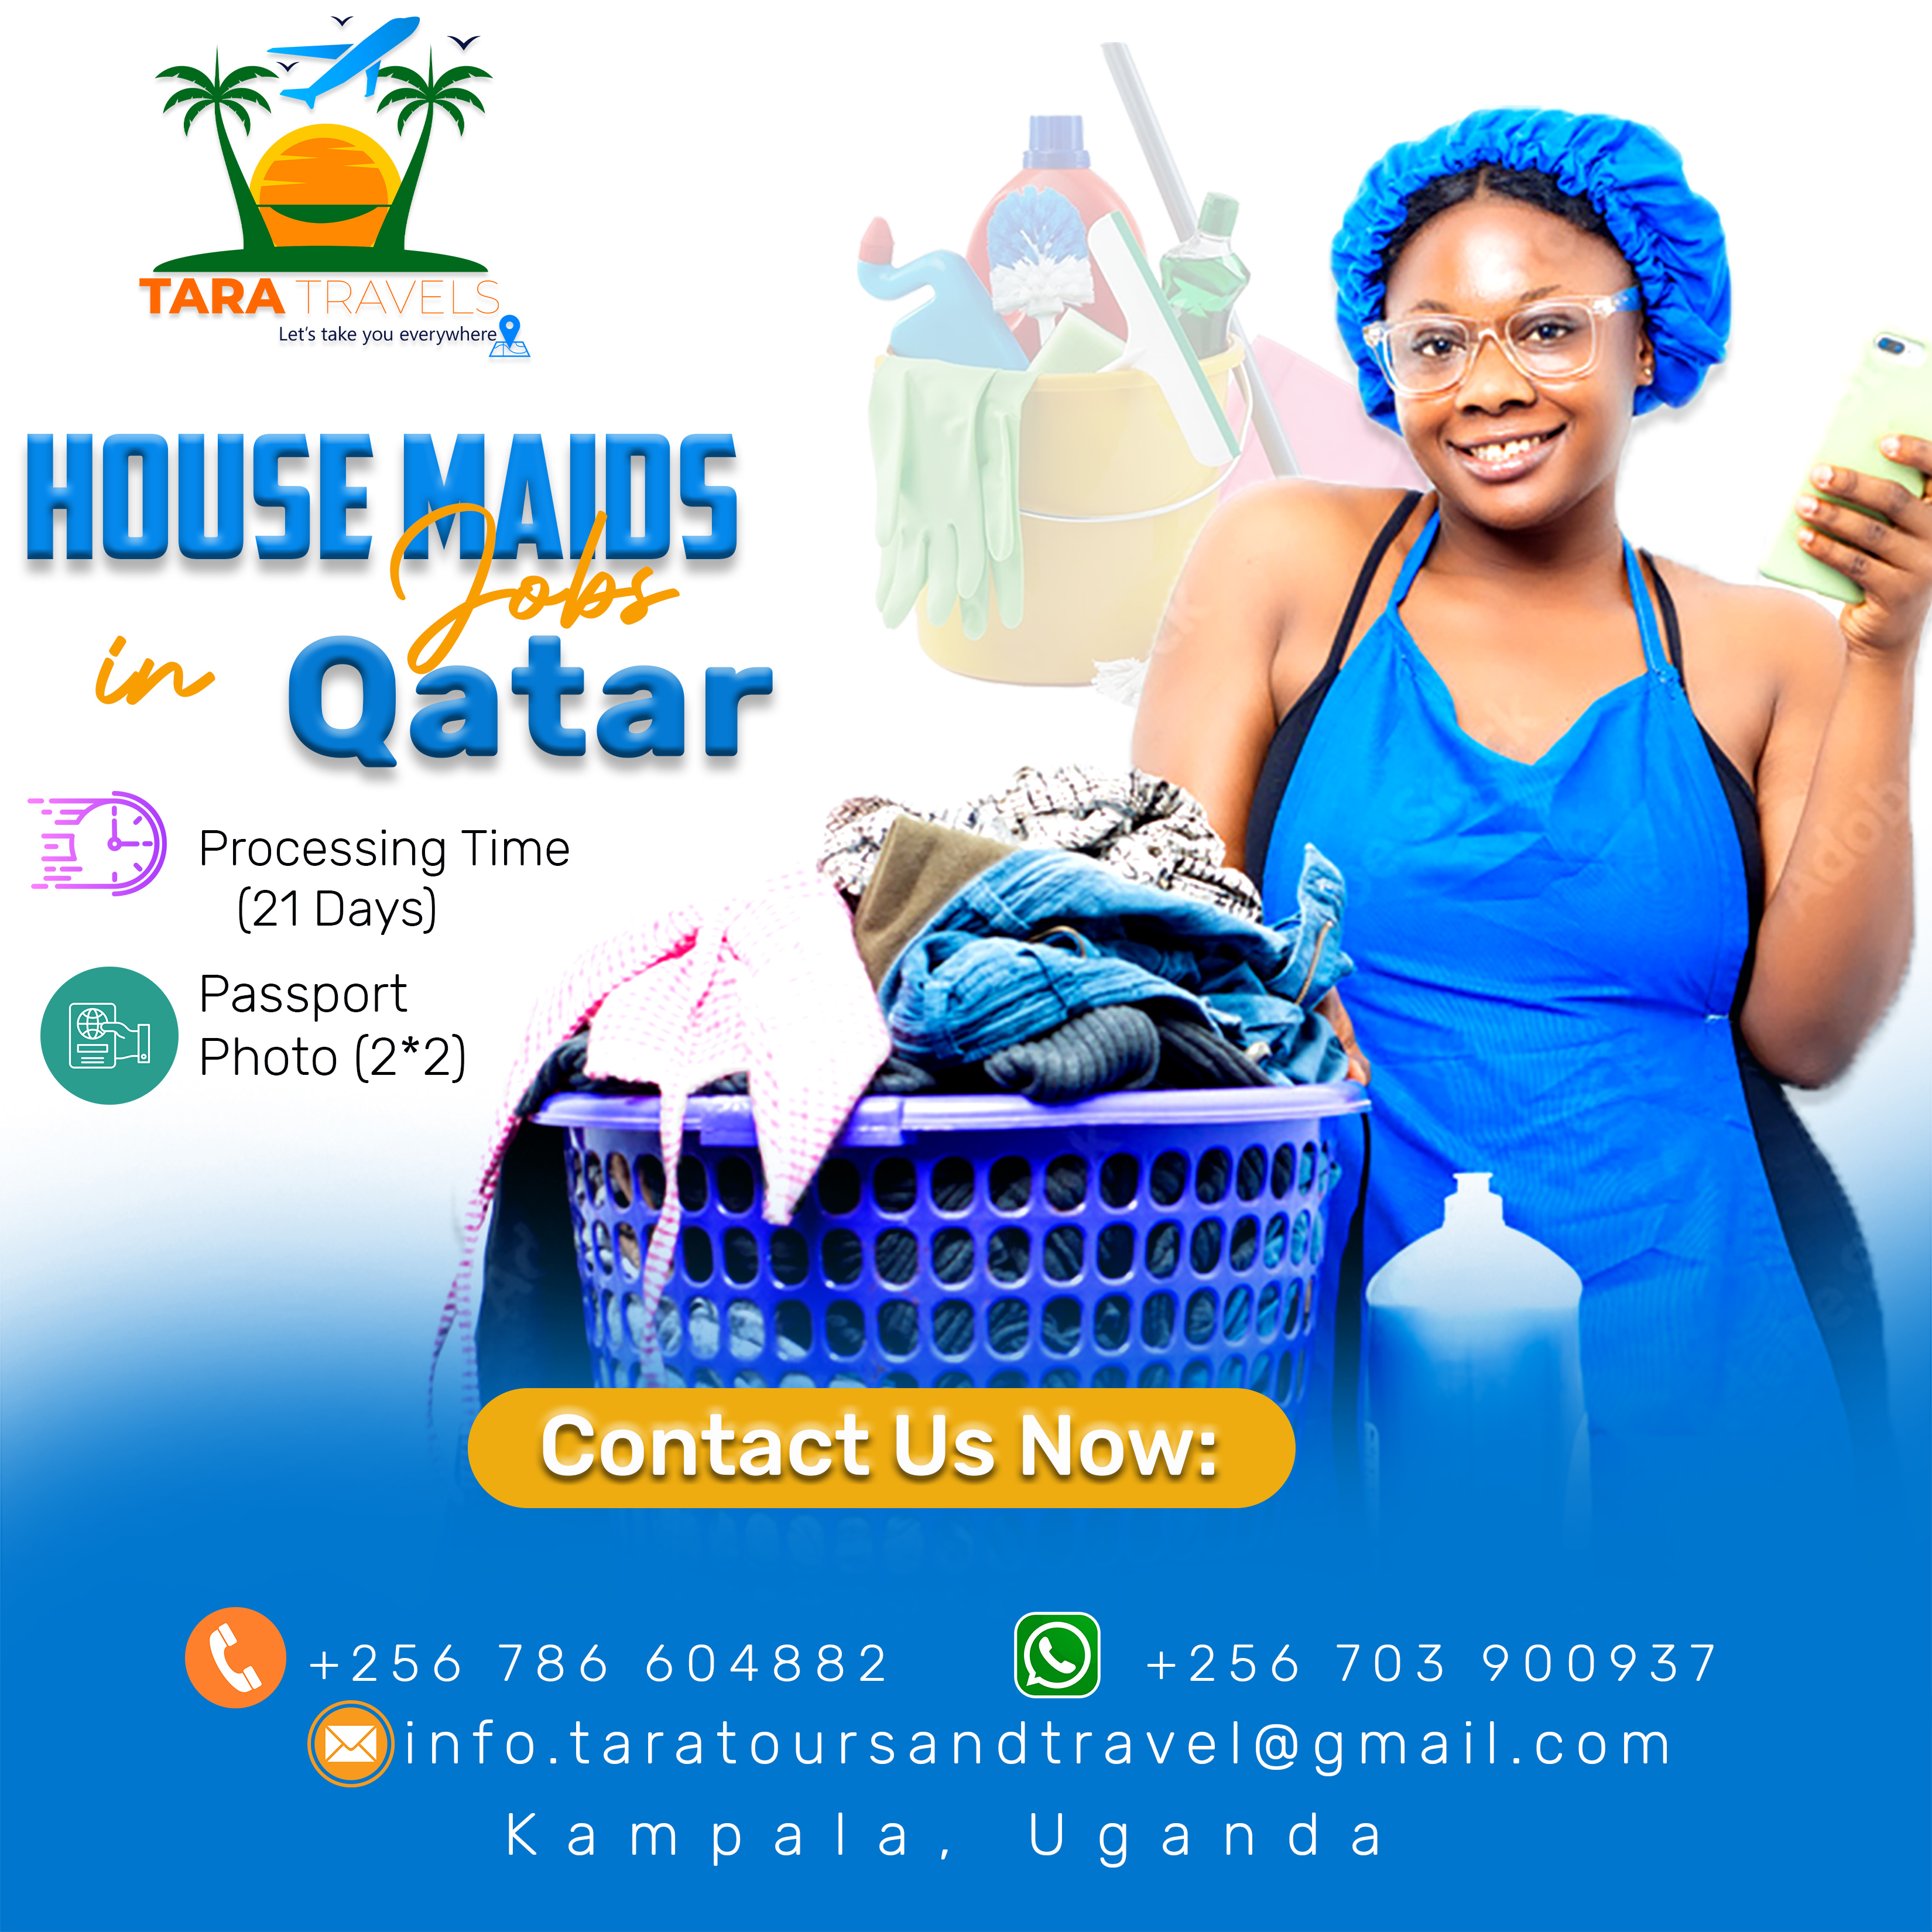 TARA TRAVELS
Let's take you everywhere
HOUSE MAIDS
Jobs
in Qatar
Processing Time
(21 Days)
Passport
Photo (2*2)
Contact Us Now:
+256 786 604882
+256 703 900937
info.taratoursandtravel@gmail.com
Kampala, Uganda